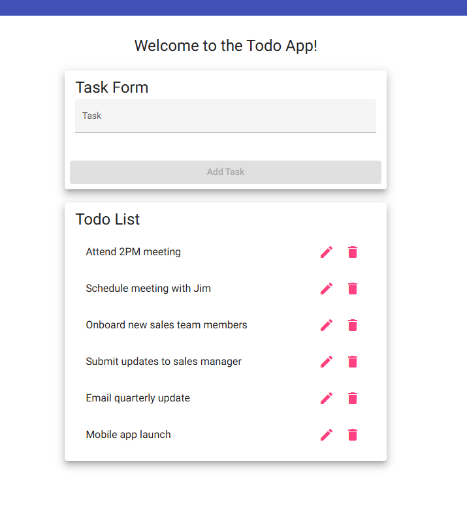 Welcome to the Todo App!
Task Form
Task
Add Task
Todo List
Attend 2PM meeting
Schedule meeting with Jim
Onboard new sales team members
Submit updates to sales manager
Email quarterly update
Mobile app launch